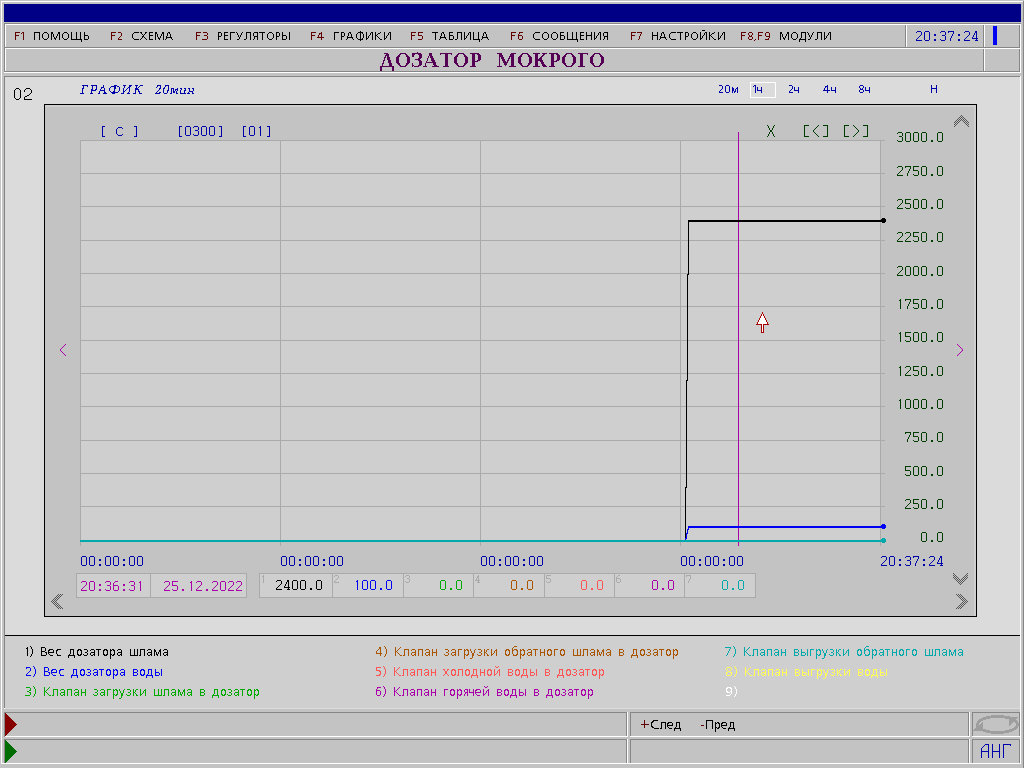 F1 ПОМОЩЬ F2 СХЕМА F3 РЕГУЛЯТОРЫ F4 ГРАФИКИ F5 ТАБЛИЦА F6 СООБЩЕНИЯ F7 НАСТРОЙКИ F8,F9 МОДУЛИ 20:37:24
ДОЗАТОР МОКРОГО
02 ГРАФИК 20мин 20м 1ч 2ч 4ч 8ч Н
[ C ] [0300] [01] X [<] [>]
3000.0
2750.0
2500.0
2250.0
2000.0
1750.0
1500.0
1250.0
1000.0
750.0
500.0
250.0
0.0
00:00:00 00:00:00 00:00:00 00:00:00 20:37:24
20:36:31 25.12.2022 1 2400.0 2 100.0 3 0.0 4 0.0 5 0.0 6 0.0 7 0.0
1) Вес дозатора шлама 4) Клапан загрузки обратного шлама в дозатор 7) Клапан выгрузки обратного шлама
2) Вес дозатора воды 5) Клапан холодной воды в дозатор 8) Клапан выгрузки воды
3) Клапан загрузки шлама в дозатор 6) Клапан горячей воды в дозатор 9)
+След -Пред
АНГ